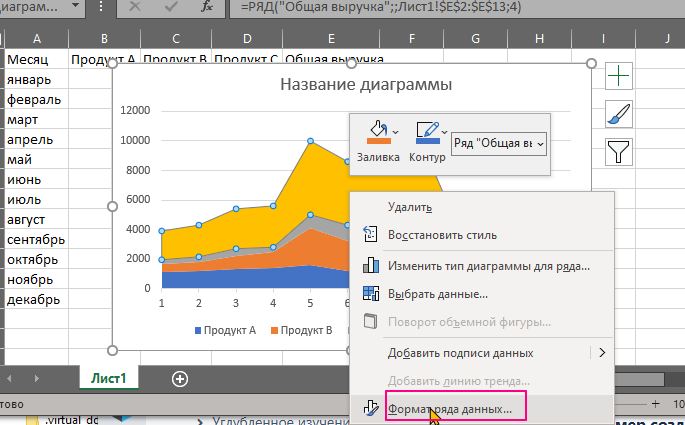 диаграм...
=РЯД("Общая выручка";;Лист1!$E$2:$E$13;4)
A B C D E F G H I J
Месяц Продукт A Продукт B Продукт C Общая выручка
январь
февраль
март
апрель
май
июнь
июль
август
сентябрь
октябрь
ноябрь
декабрь
Название диаграммы
12000
10000
8000
6000
4000
2000
0
1 2 3 4 5 6
Продукт A Продукт B
Заливка Контур Ряд "Общая вы
Удалить
Восстановить стиль
Изменить тип диаграммы для ряда...
Выбрать данные...
Поворот объемной фигуры...
Добавить подписи данных
Добавить линию тренда...
Формат ряда данных...
Лист1
тово
10
.virtual_do
Углубленное изучени
мер созд